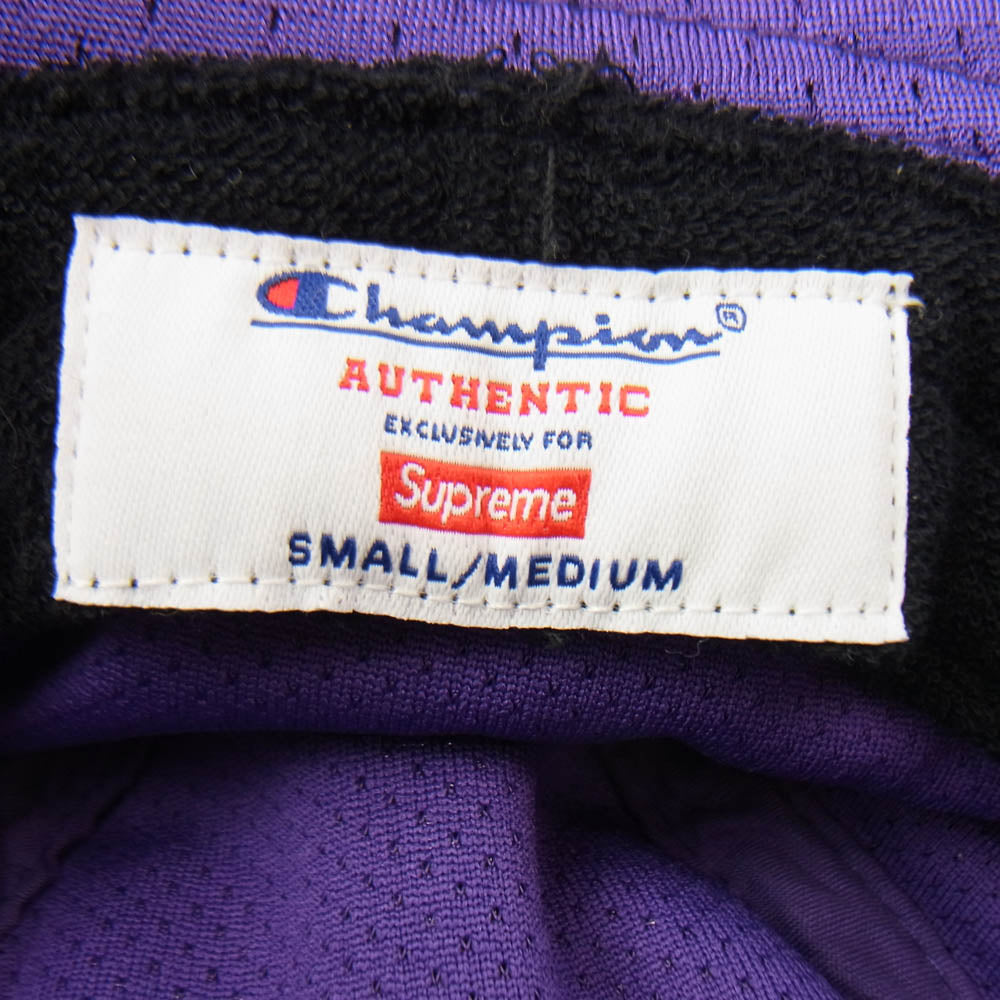 Champion®
AUTHENTIC
EXCLUSIVELY FOR
Supreme
SMALL/MEDIUM